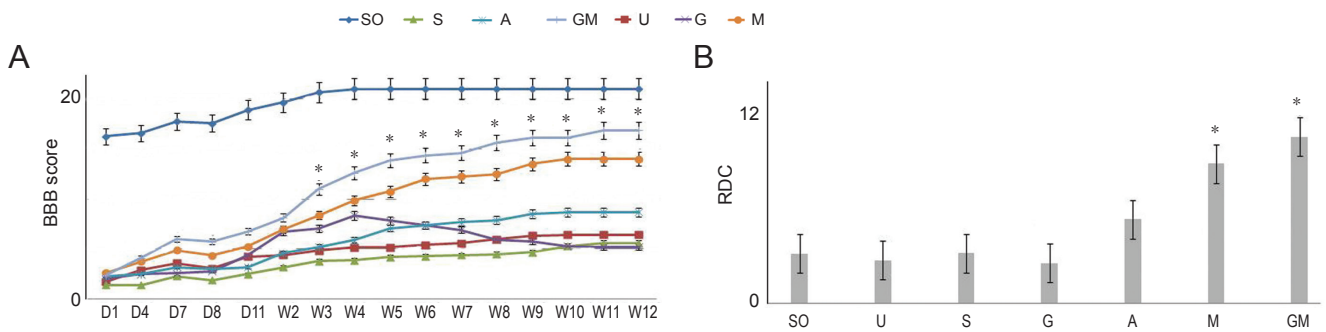 SO S A GM U G M
A
BBB score
20
0
D1 D4 D7 D8 D11 W2 W3 W4 W5 W6 W7 W8 W9 W10 W11 W12
* * * * * * * * * *
B
RDC
12
0
* *
SO U S G A M GM